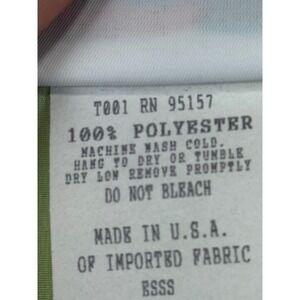 T001 RN 95157
100% POLYESTER
MACHINE WASH COLD.
HANG TO DRY OR TUMBLE
DRY LOW REMOVE PROMPTLY
DO NOT BLEACH
MADE IN U.S.A.
OF IMPORTED FABRIC
ESSS